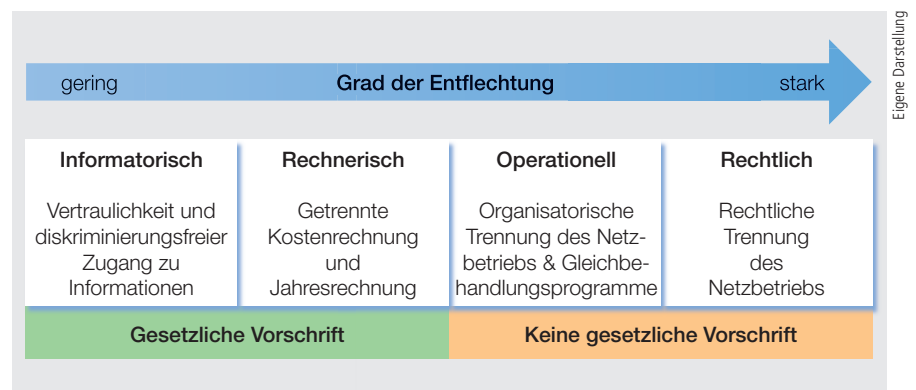 gering Grad der Entflechtung stark
Informatorisch
Vertraulichkeit und
diskriminierungsfreier
Zugang zu
Informationen
Rechnerisch
Getrennte
Kostenrechnung
und
Jahresrechnung
Operationell
Organisatorische
Trennung des Netz-
betriebs & Gleichbe-
handlungsprogramme
Rechtlich
Rechtliche
Trennung
des
Netzbetriebs
Gesetzliche Vorschrift
Keine gesetzliche Vorschrift
Eigene Darstellung